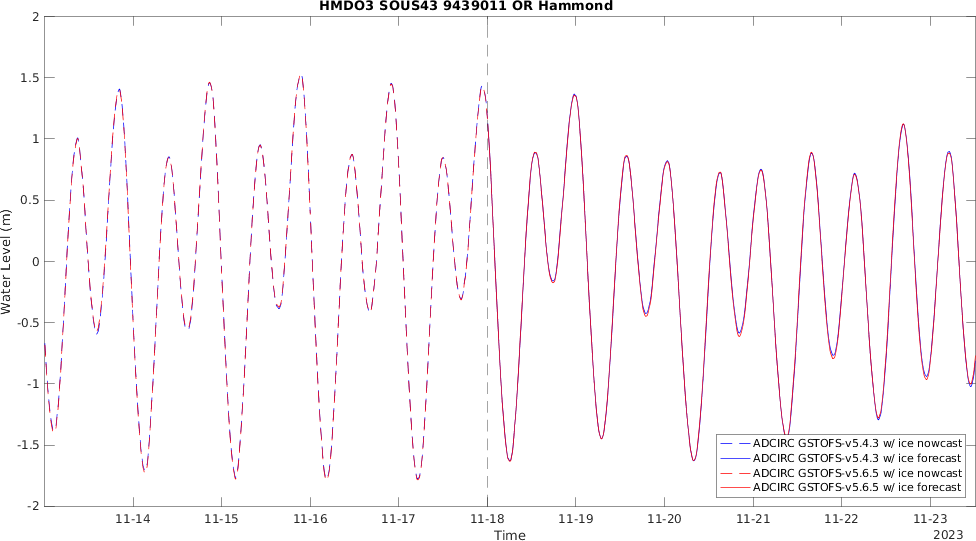 HMDO3 SOUS43 9439011 OR Hammond
2
1.5
1
0.5
0
-0.5
-1
-1.5
-2
Water Level (m)
ADCIRC GSTOFS-v5.4.3 w/ ice nowcast
ADCIRC GSTOFS-v5.4.3 w/ ice forecast
ADCIRC GSTOFS-v5.6.5 w/ ice nowcast
ADCIRC GSTOFS-v5.6.5 w/ ice forecast
11-14 11-15 11-16 11-17 11-18 11-19 11-20 11-21 11-22 11-23
Time
2023